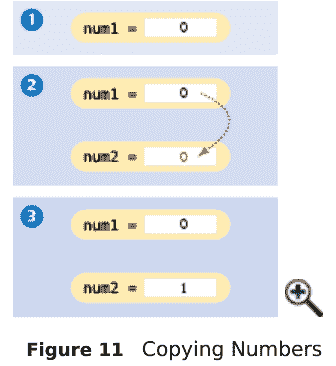 1
num1 = 0
2
num1 = 0
num2 = 0
3
num1 = 0
num2 = 1
Figure 11 Copying Numbers